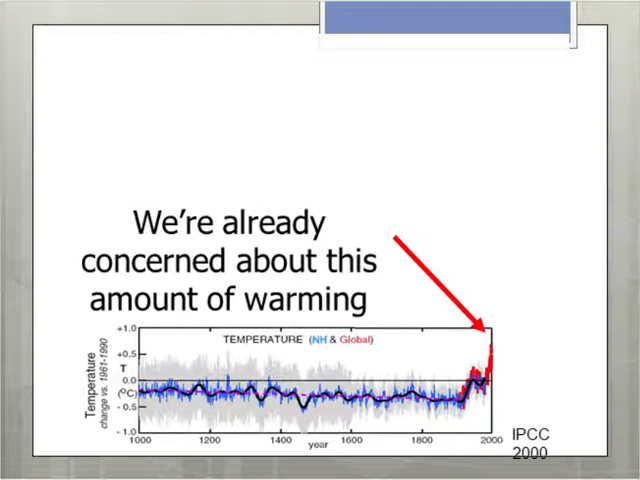 We're already
concerned about this
amount of warming
TEMPERATURE (NH & Global)
Temperature
change vs. 1961-1990
T
(°C)
+1.0
+0.5
0.0
- 0.5
- 1.0
1000 1200 1400 1600 1800 2000
year
IPCC
2000